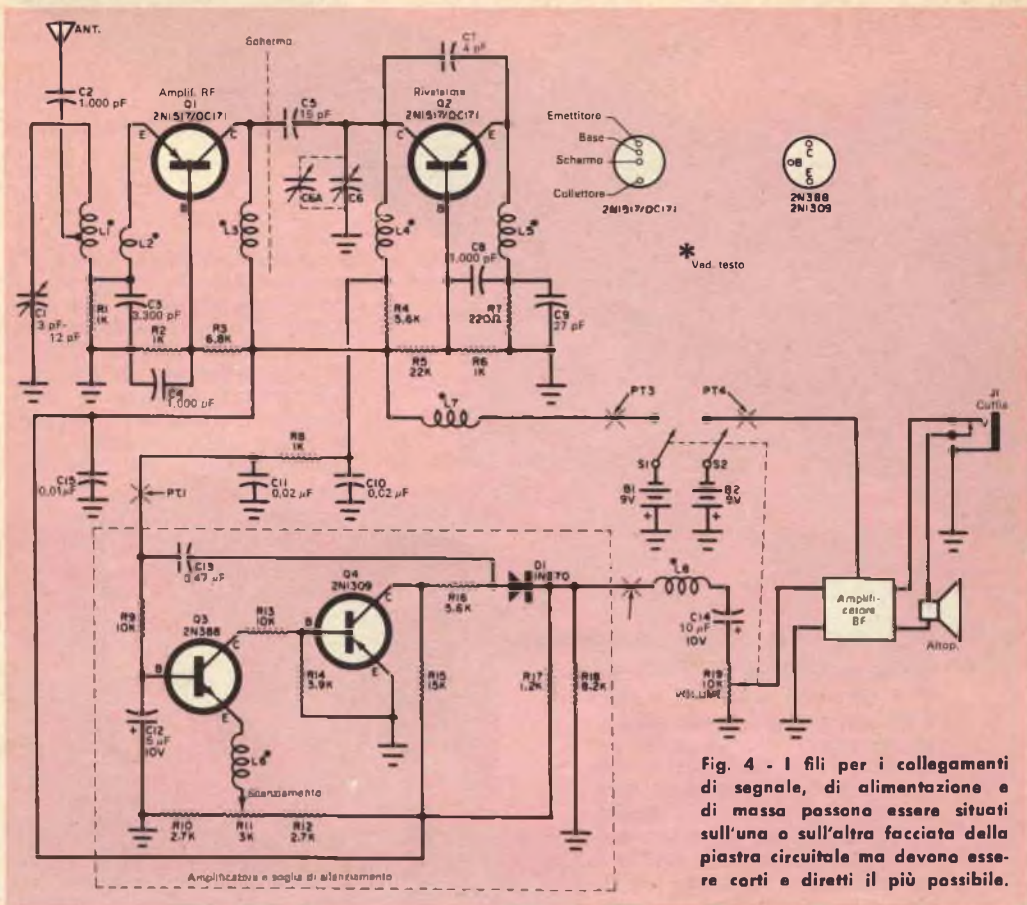 ANT.
C2
1.000 pF
Amplif. RF
Q1
2N1517/OC171
Schermo
C5
15 pF
C7
4 pF
Rivelatore
Q2
2N1517/OC171
E
C
B
C
E
B
C6A
C6
Emettitore
Base
Schermo
Collettore
2N1517/OC171
C
B
E
2N388
2N1309
*
Ved. testo
L1*
L2*
*L3
L4*
L5*
C1
3 pF-
12 pF
R1
1K
C3
3.300 pF
R2
1K
R3
6.8K
C4
1.000 pF
R4
5.6K
C8
1.000 pF
R7
220Ω
C9
27 pF
R5
22K
R6
1K
*L7
PT3
PT4
J1
Cuffia
S1
S2
B1
9V
B2
9V
C15
0,01μF
PT1
R8
1K
C11
0,02 μF
C10
0,02 μF
C13
0,47 μF
D1
1N870
R9
10K
Q3
2N388
R13
10K
Q4
2N1309
R16
5.6K
R14
3.9K
R15
15K
R17
1.2K
R18
8.2K
*L8
C14
10 μF
10V
R19
10K
VOLUME
Amplifi-
catore
BF
Altop.
B
C
E
B
C
E
C12
5 μF
10V
L6*
Silenziamento
R10
2.7K
R11
3K
R12
2.7K
Amplificatore e soglia di silenziamento
Fig. 4 - I fili per i collegamenti
di segnale, di alimentazione e
di massa possono essere situati
sull'una o sull'altra facciata della
piastra circuitale ma devono esse-
re corti e diretti il più possibile.